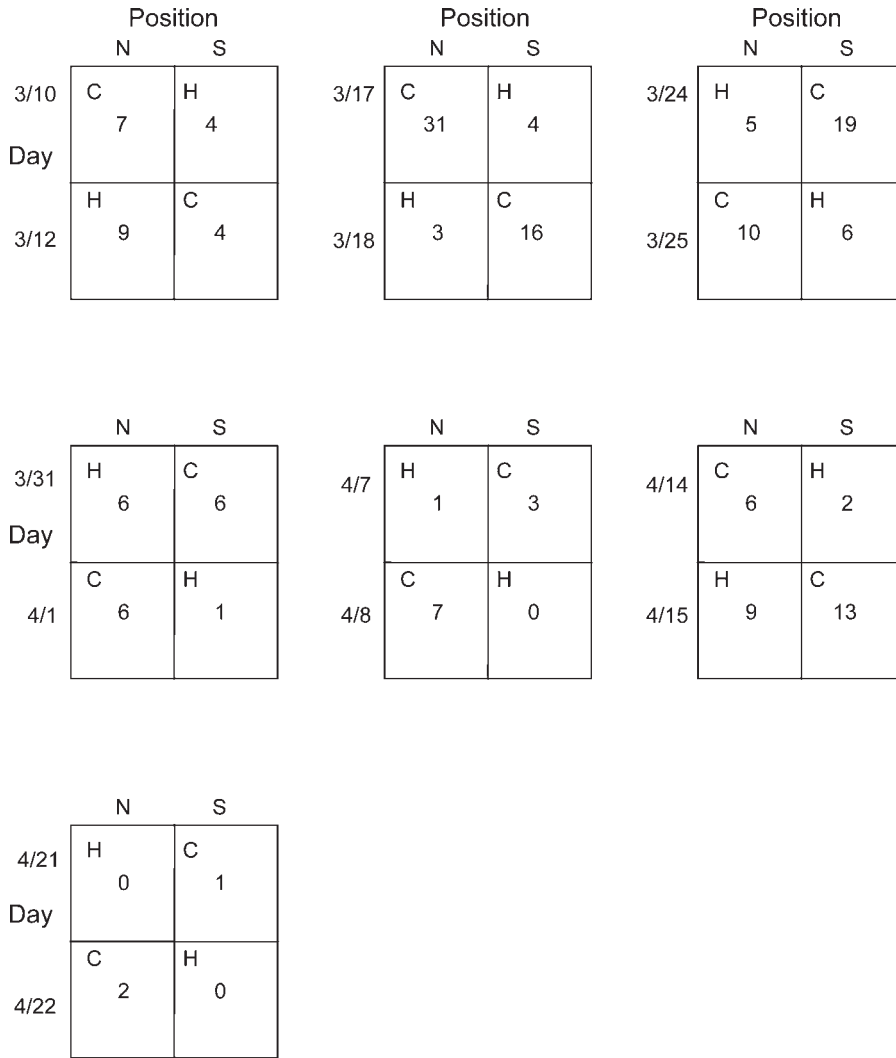 Position Position Position
N S N S N S
3/10 C H 3/17 C H 3/24 H C
7 4 31 4 5 19
Day
H C H C C H
3/12 9 4 3/18 3 16 3/25 10 6
N S N S N S
3/31 H C 4/7 H C 4/14 C H
6 6 1 3 6 2
Day
C H C H H C
4/1 6 1 4/8 7 0 4/15 9 13
N S
4/21 H C
0 1
Day
C H
4/22 2 0